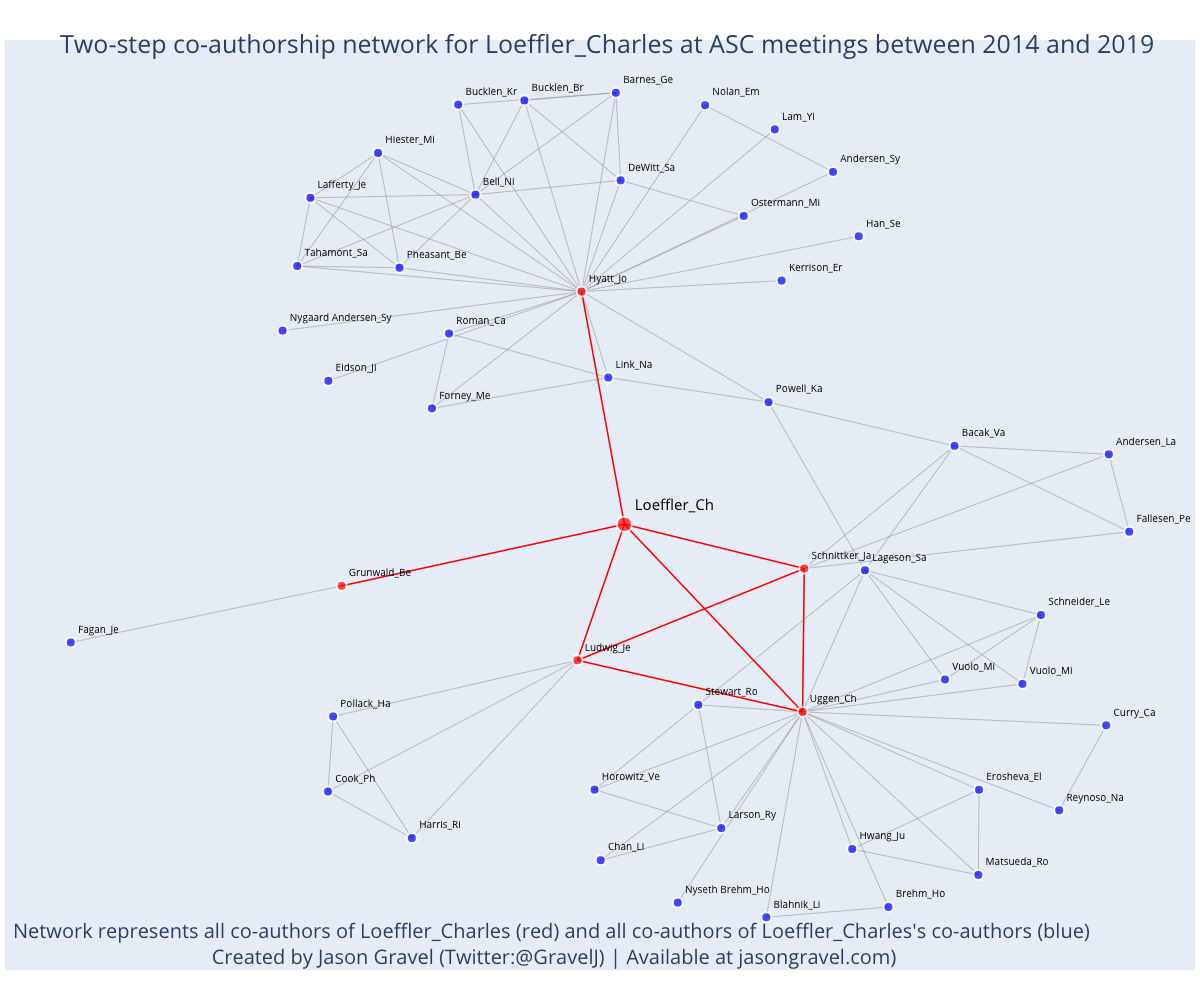 Two-step co-authorship network for Loeffler_Charles at ASC meetings between 2014 and 2019
Barnes_Ge
Bucklen_Br
Bucklen_Kr
Nolan_Em
Lam_Yi
Hiester_Mi
Andersen_Sy
DeWitt_Sa
Bell_Ni
Lafferty_Je
Ostermann_Mi
Han_Se
Tahamont_Sa
Pheasant_Be
Kerrison_Er
Hyatt_Jo
Nygaard Andersen_Sy
Roman_Ca
Eidson_Ji
Link_Na
Forney_Me
Powell_Ka
Bacak_Va
Andersen_La
Loeffler_Ch
Fallesen_Pe
Schnittker_Ja
Lageson_Sa
Grunwald_Be
Schneider_Le
Fagan_Je
Ludwig_Je
Vuolo_Mi
Vuolo_Mi
Stewart_Ro
Uggen_Ch
Pollack_Ha
Curry_Ca
Cook_Ph
Horowitz_Ve
Erosheva_El
Reynoso_Na
Harris_Ri
Larson_Ry
Hwang_Ju
Chan_Li
Matsueda_Ro
Nyseth Brehm_Ho
Brehm_Ho
Blahnik_Li
Network represents all co-authors of Loeffler_Charles (red) and all co-authors of Loeffler_Charles's co-authors (blue)
Created by Jason Gravel (Twitter:@GravelJ) | Available at jasongravel.com)